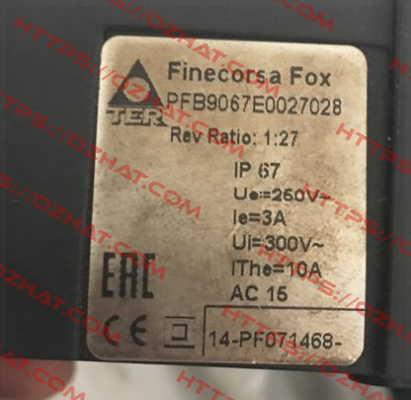 Finecorsa Fox
PFB9067E0027028
TER
Rev Ratio: 1:27
IP 67
Ue=250V~
Ie=3A
Ui=300V~
IThe=10A
AC 15
EAC
CE
14-PF071468-
HTTPS://OZHAT.COM/